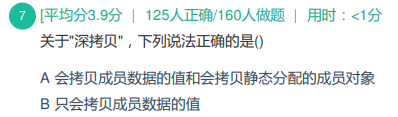 7 [平均分3.9分 | 125人正确/160人做题 | 用时：<1分
关于"深拷贝"，下列说法正确的是()
A 会拷贝成员数据的值和会拷贝静态分配的成员对象
B 只会拷贝成员数据的值